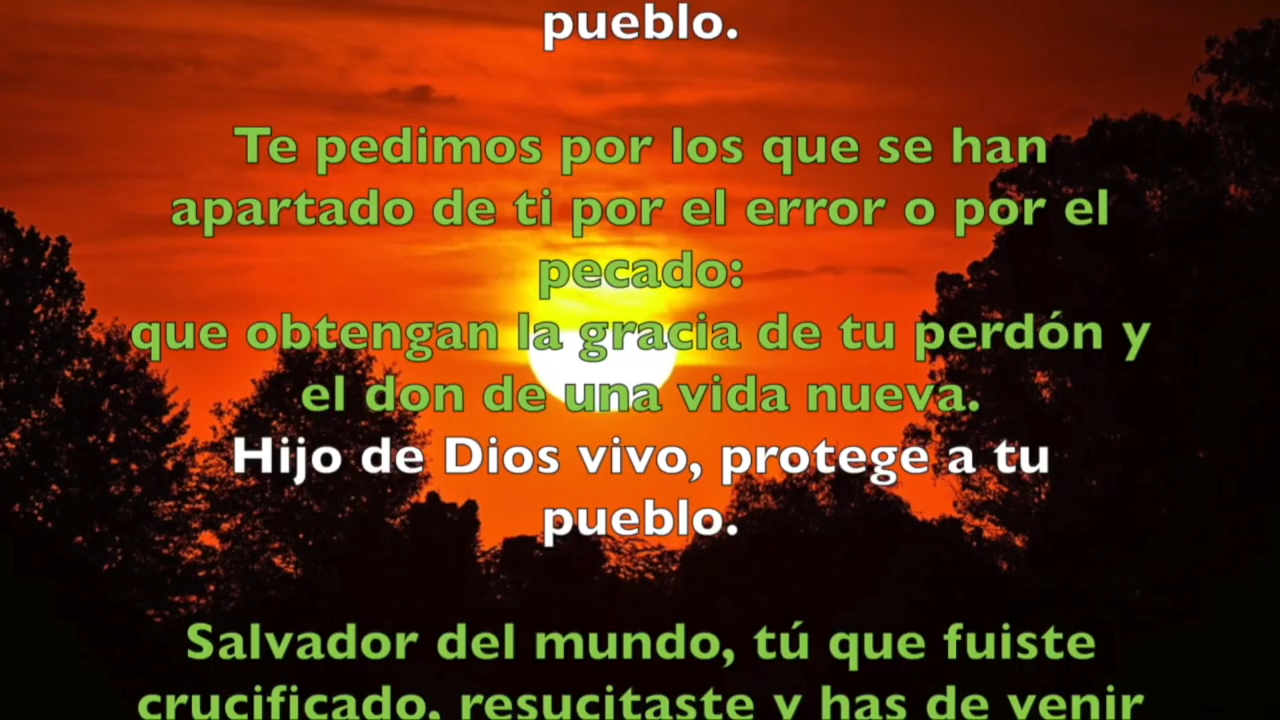 pueblo.
Te pedimos por los que se han
apartado de ti por el error o por el
pecado:
que obtengan la gracia de tu perdón y
el don de una vida nueva.
Hijo de Dios vivo, protege a tu
pueblo.
Salvador del mundo, tú que fuiste
crucificado, resucitaste y has de venir